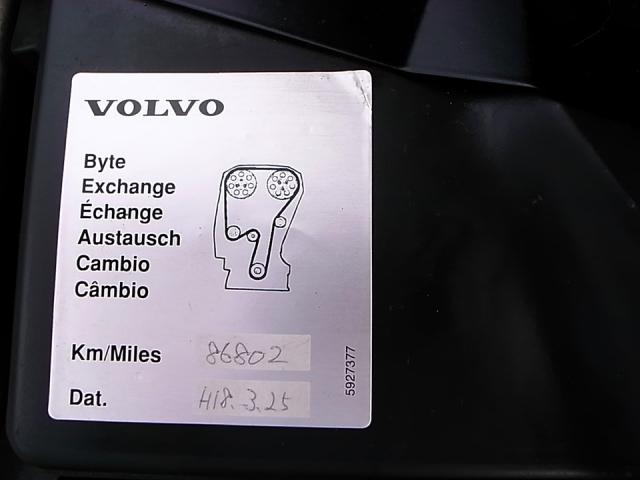 VOLVO
Byte
Exchange
Échange
Austausch
Cambio
Câmbio
Km/Miles 86802
Dat. H18.3.25
5927377